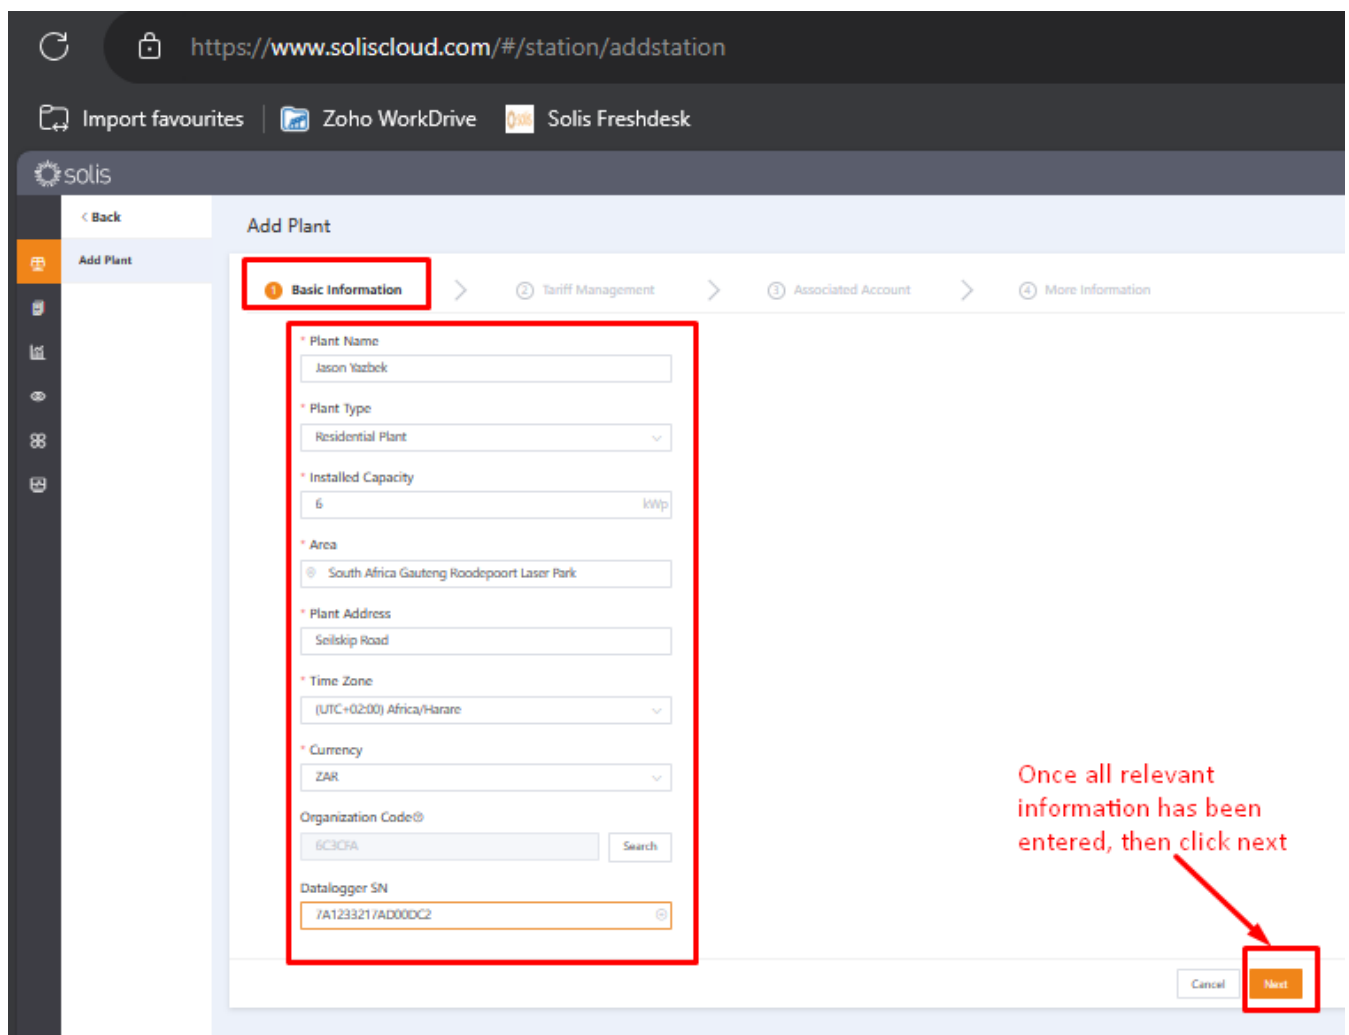 https://www.soliscloud.com/#/station/addstation
Import favourites
Zoho WorkDrive
Solis Freshdesk
solis
< Back
Add Plant
Add Plant
1 Basic Information
2 Tariff Management
3 Associated Account
4 More Information
* Plant Name
Jason Yazbek
* Plant Type
Residential Plant
* Installed Capacity
6 kWp
* Area
South Africa Gauteng Roodepoort Laser Park
* Plant Address
Seilskip Road
* Time Zone
(UTC+02:00) Africa/Harare
* Currency
ZAR
Organization Code
6C3CFA
Search
Datalogger SN
7A1233217AD00DC2
Once all relevant
information has been
entered, then click next
Cancel
Next